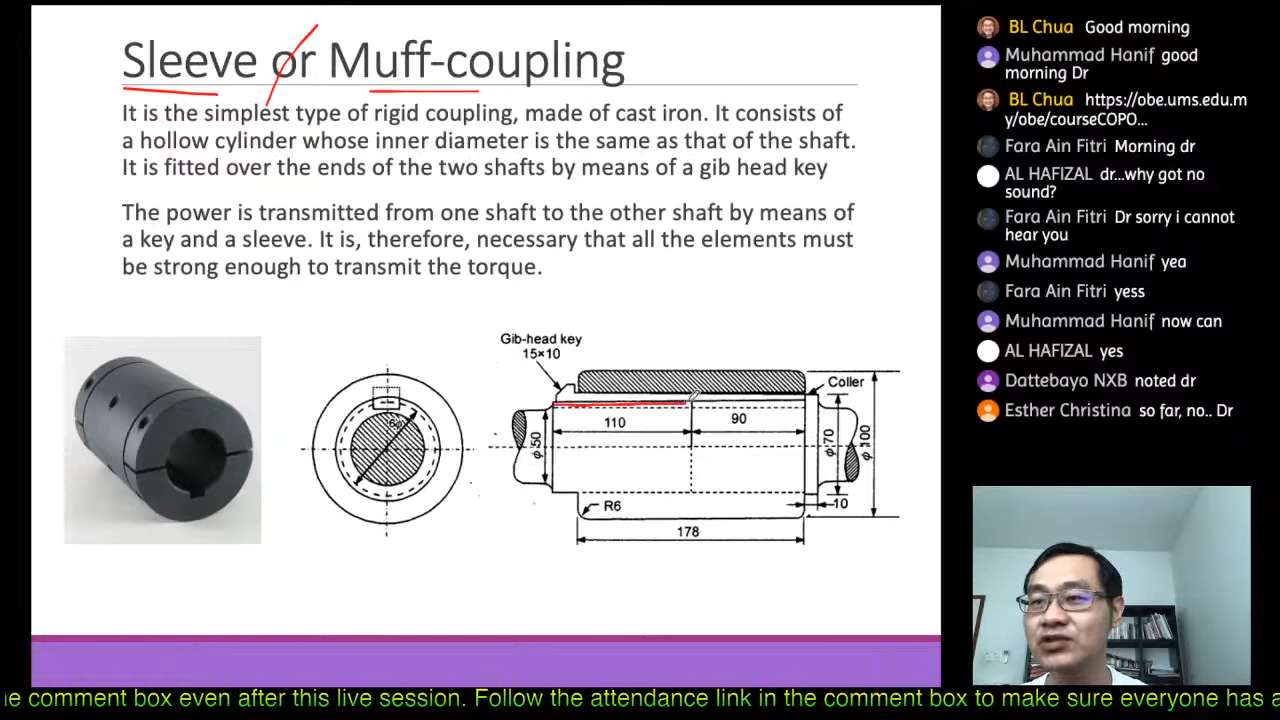 Sleeve or Muff-coupling
It is the simplest type of rigid coupling, made of cast iron. It consists of
a hollow cylinder whose inner diameter is the same as that of the shaft.
It is fitted over the ends of the two shafts by means of a gib head key
The power is transmitted from one shaft to the other shaft by means of
a key and a sleeve. It is, therefore, necessary that all the elements must
be strong enough to transmit the torque.
Gib-head key
15×10
Coller
110
90
ϕ 50
ϕ 70
ϕ 100
R6
10
178
BL Chua Good morning
Muhammad Hanif good
morning Dr
BL Chua https://obe.ums.edu.m
y/obe/courseCOPO...
Fara Ain Fitri Morning dr
AL HAFIZAL dr...why got no
sound?
Fara Ain Fitri Dr sorry i cannot
hear you
Muhammad Hanif yea
Fara Ain Fitri yess
Muhammad Hanif now can
AL HAFIZAL yes
Dattebayo NXB noted dr
Esther Christina so far, no.. Dr
e comment box even after this live session. Follow the attendance link in the comment box to make sure everyone has a